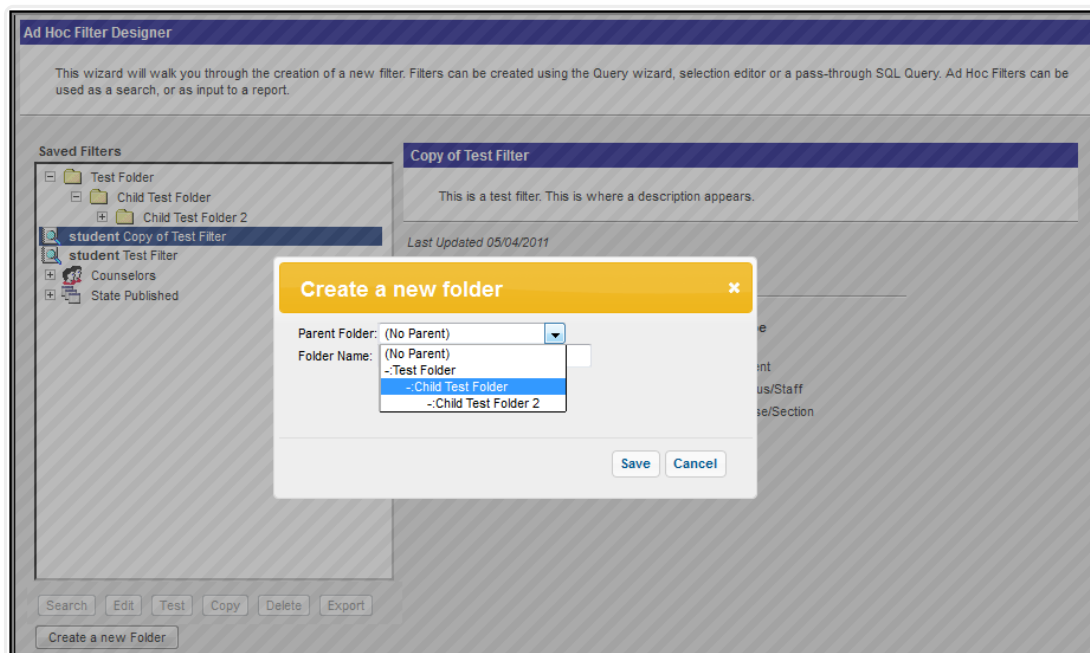 Ad Hoc Filter Designer
This wizard will walk you through the creation of a new filter. Filters can be created using the Query wizard, selection editor or a pass-through SQL Query. Ad Hoc Filters can be
used as a search, or as input to a report.
Saved Filters
Test Folder
Child Test Folder
Child Test Folder 2
student Copy of Test Filter
student Test Filter
Counselors
State Published
Copy of Test Filter
This is a test filter. This is where a description appears.
Last Updated 05/04/2011
Create a new folder
Parent Folder: (No Parent)
Folder Name:
(No Parent)
-:Test Folder
-:Child Test Folder
-:Child Test Folder 2
Save Cancel
Search Edit Test Copy Delete Export
Create a new Folder